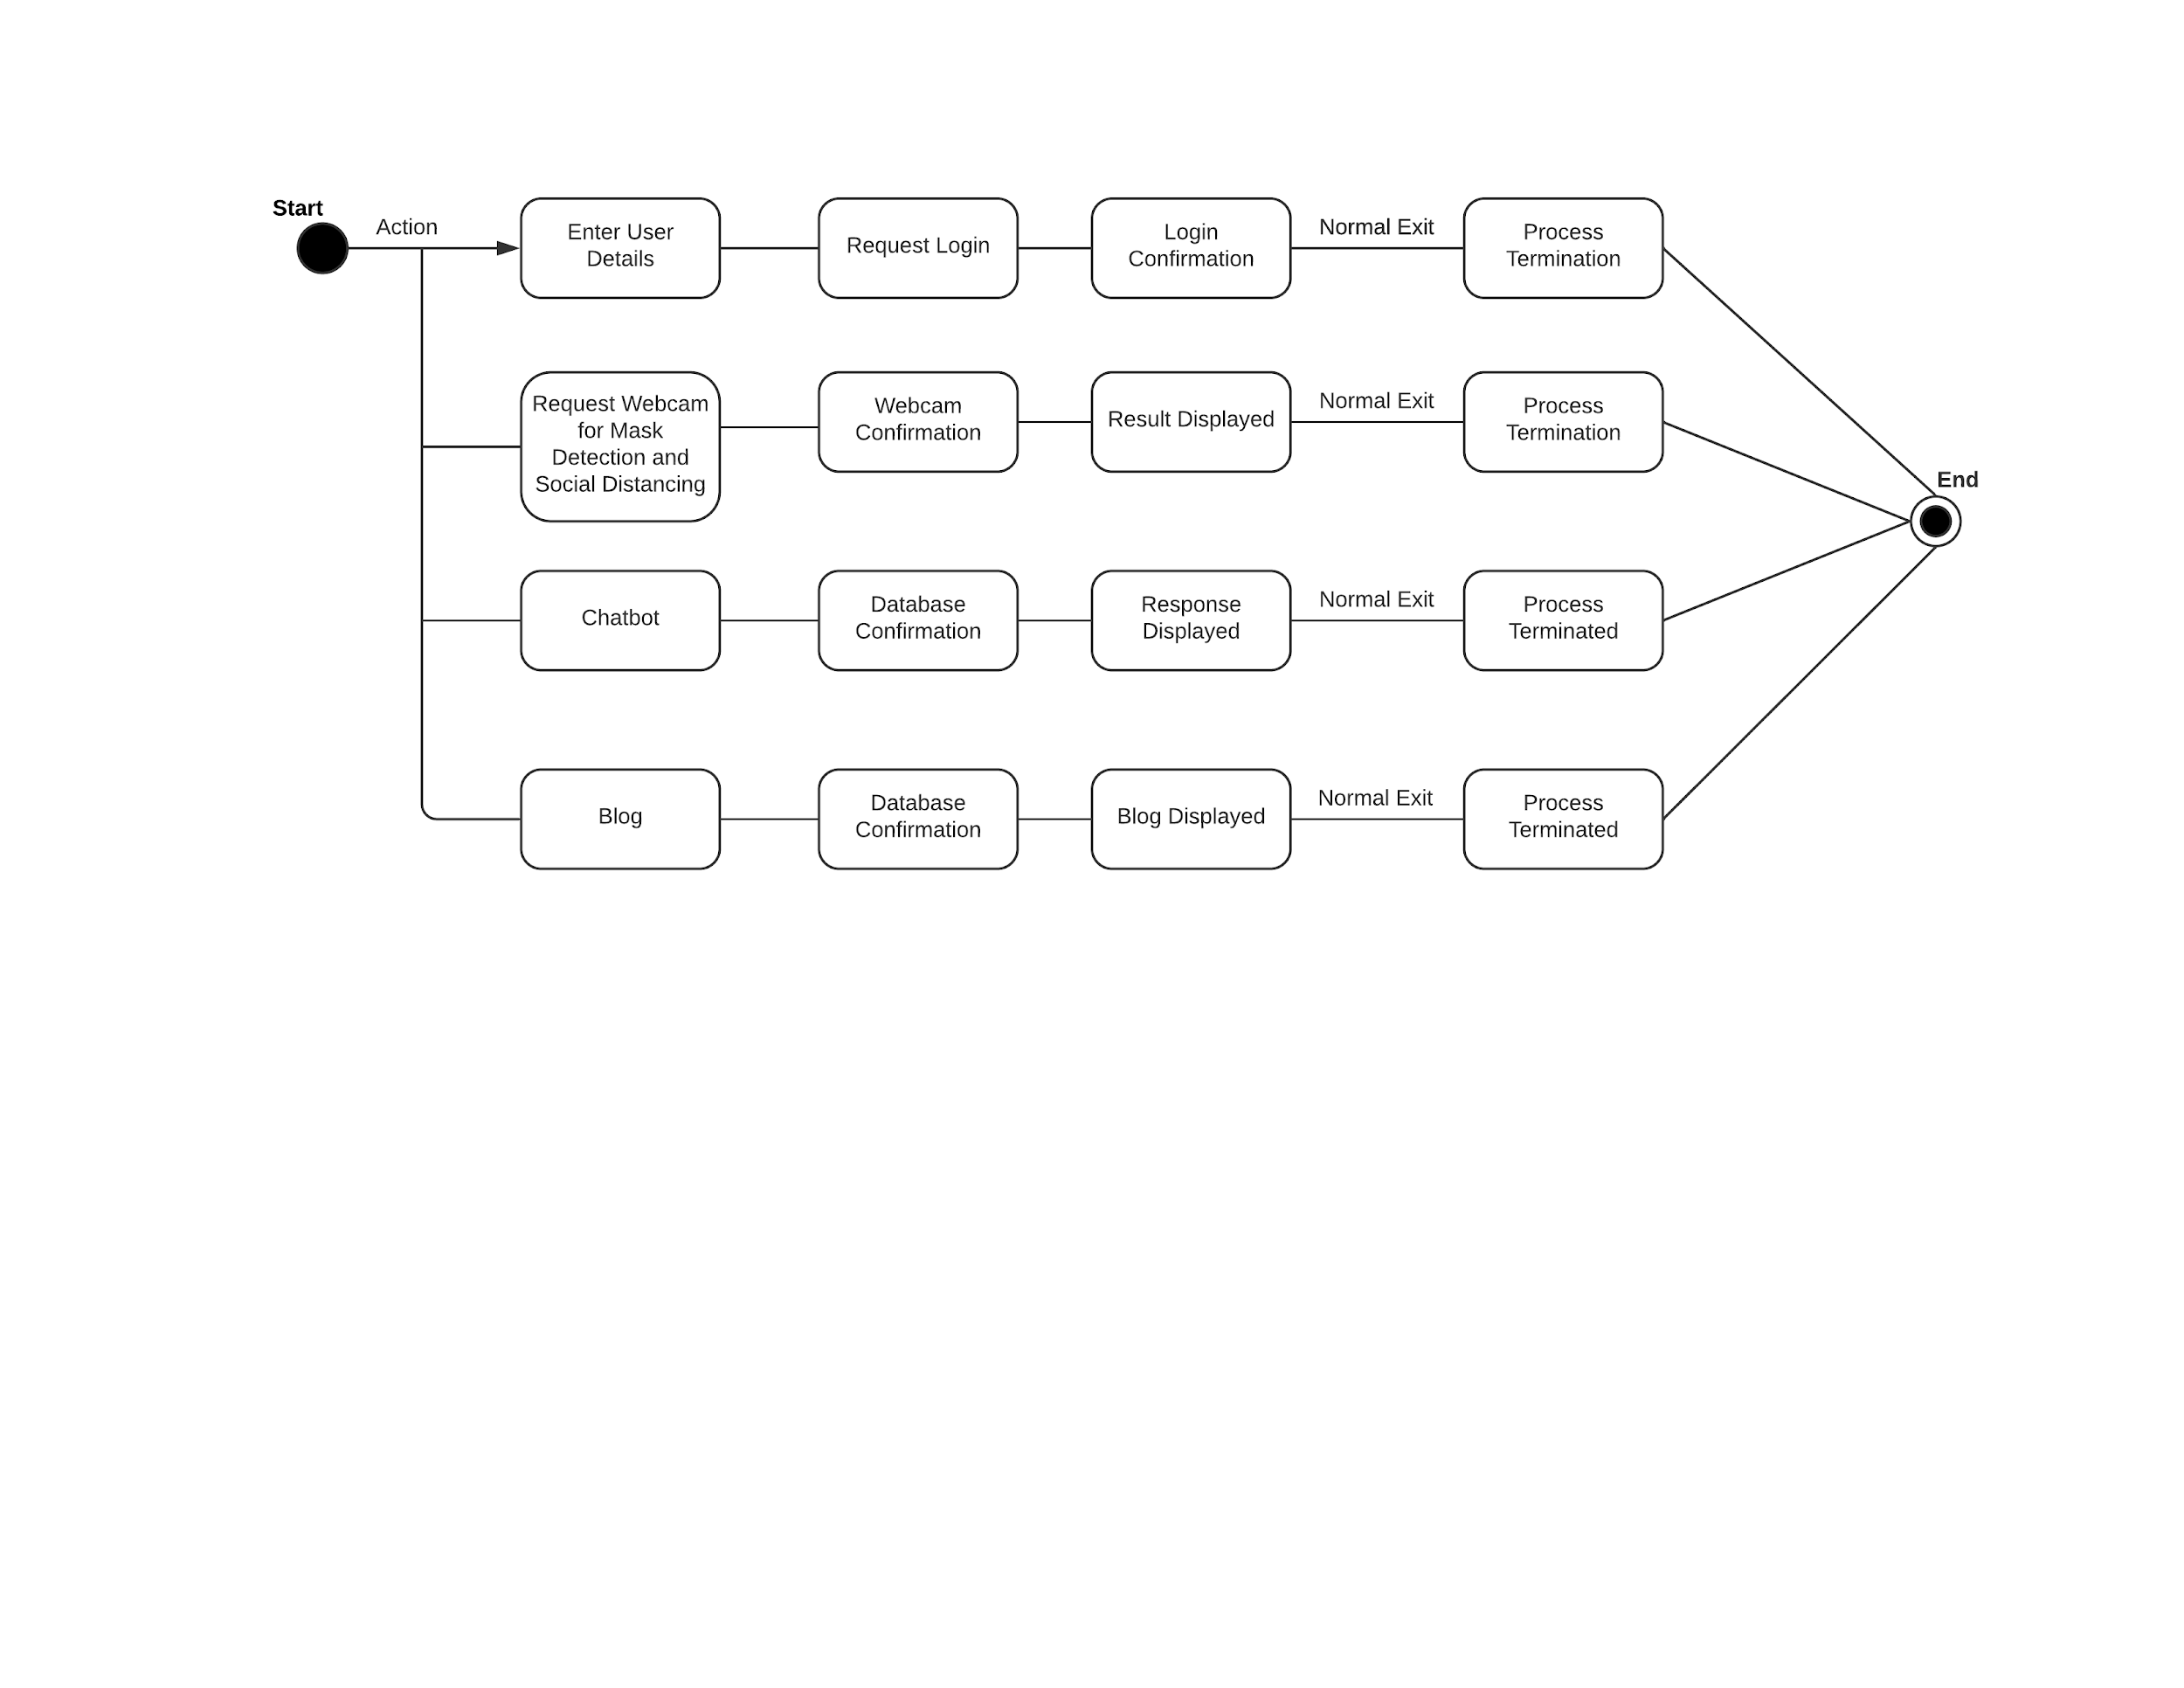 Start
Action
Enter User
Details
Request Login
Login
Confirmation
Normal Exit
Process
Termination
Request Webcam
for Mask
Detection and
Social Distancing
Webcam
Confirmation
Result Displayed
Normal Exit
Process
Termination
End
Chatbot
Database
Confirmation
Response
Displayed
Normal Exit
Process
Terminated
Blog
Database
Confirmation
Blog Displayed
Normal Exit
Process
Terminated